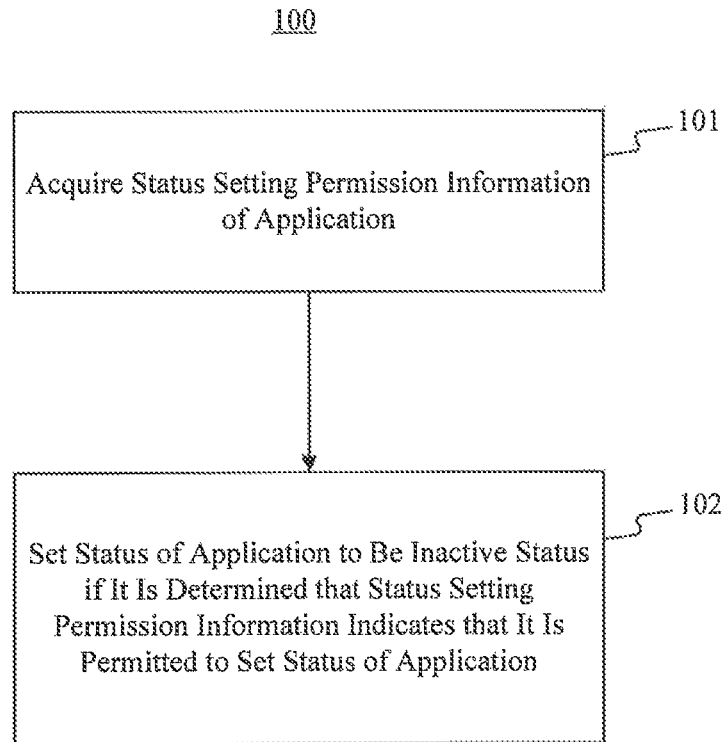 100
101
Acquire Status Setting Permission Information
of Application
102
Set Status of Application to Be Inactive Status
if It Is Determined that Status Setting
Permission Information Indicates that It Is
Permitted to Set Status of Application